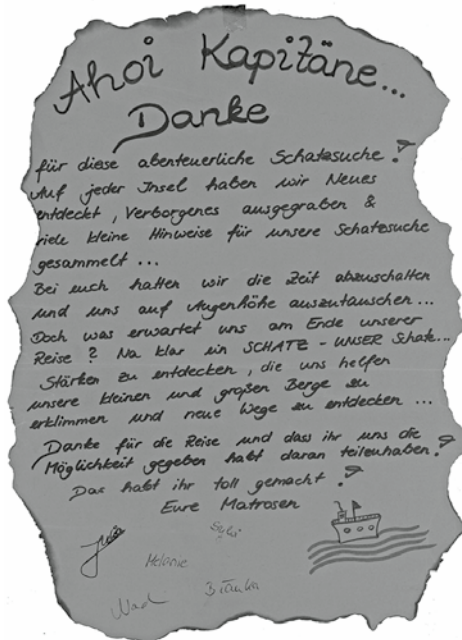 Ahoi Kapitäne...
Danke
für diese abenteuerliche Schatzsuche!
Auf jeder Insel haben wir Neues
entdeckt, Verborgenes ausgegraben &
viele kleine Hinweise für unsere Schatzsuche
gesammelt ...
Bei euch hatten wir die Zeit abzuschalten
und uns auf Augenhöhe auszutauschen...
Doch was erwartet uns am Ende unserer
Reise? Na klar ein SCHATZ - UNSER Schatz...
Stärken zu entdecken, die uns helfen
unsere kleinen und großen Berge zu
erklimmen und neue Wege zu entdecken ...
Danke für die Reise und dass ihr uns die
Möglichkeit gegeben habt daran teilzuhaben!
Das habt ihr toll gemacht!
Eure Matrosen
Melanie
Bianka